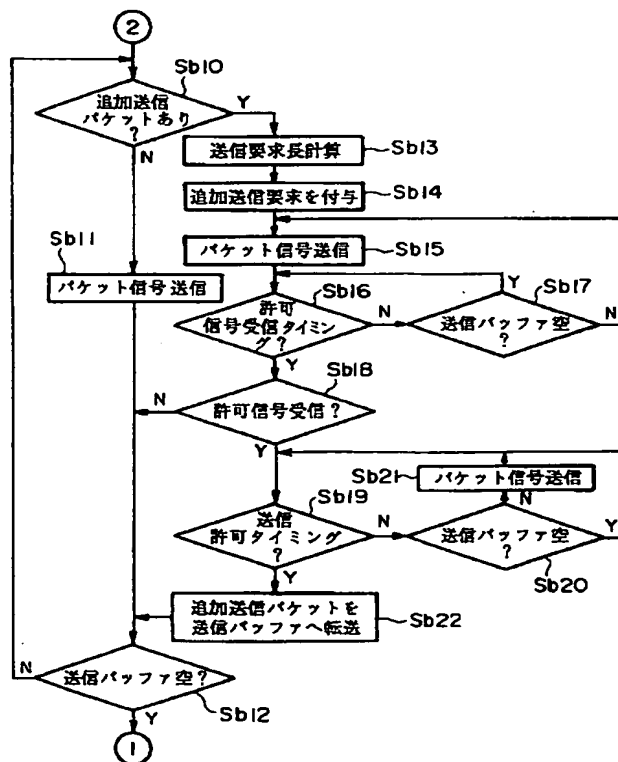 2
Sb10
追加送信
パケットあり
?
Y
N
送信要求長計算
Sb13
追加送信要求を付与
Sb14
Sb11
パケット信号送信
Sb15
パケット信号送信
Sb16
Y
Sb17
許可
信号受信タイミン
グ?
N
送信バッファ空
?
N
Y
Sb18
N
許可信号受信?
Y
Sb21
パケット信号送信
Sb19
N
送信
許可タイミング
?
N
送信バッファ空
?
Y
Sb20
Y
追加送信パケットを
送信バッファへ転送
Sb22
N
送信バッファ空?
Sb12
Y
1